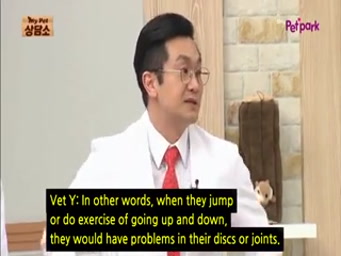 My Pet
상담소
Petpark
Vet Y: In other words, when they jump
or do exercise of going up and down,
they would have problems in their discs or joints.